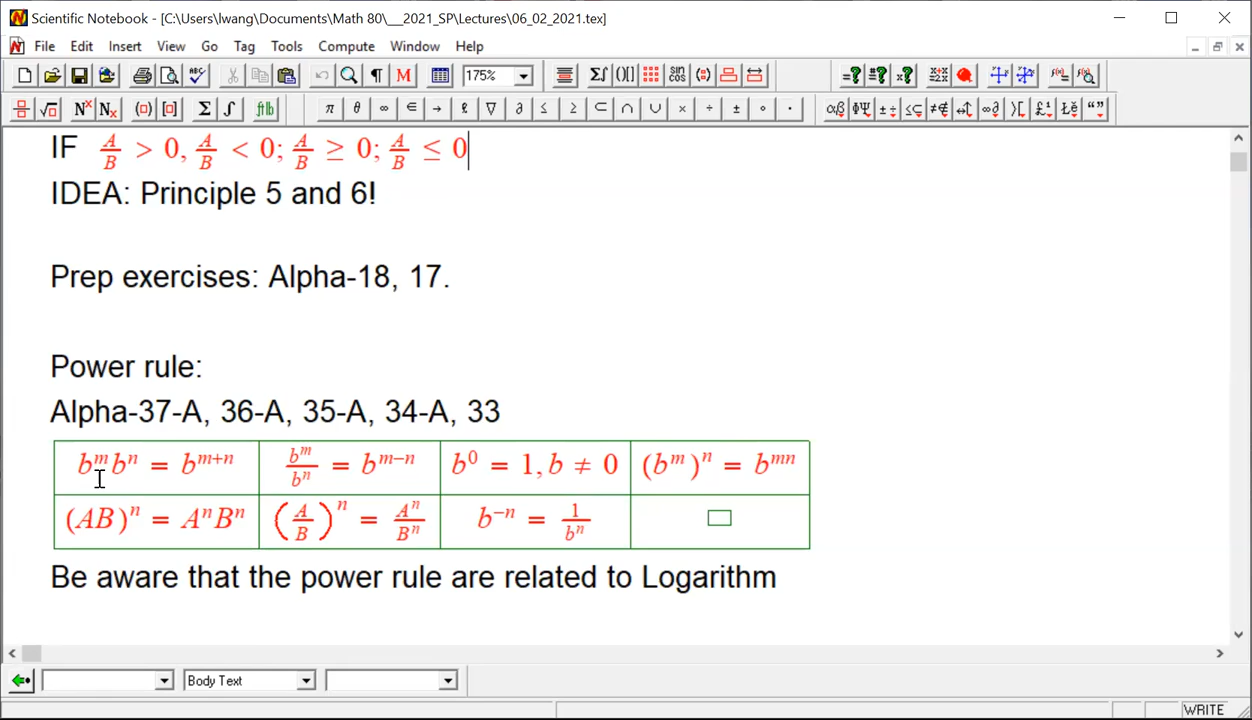 Scientific Notebook - [C:\Users\lwang\Documents\Math 80\__2021_SP\Lectures\06_02_2021.tex]
File Edit Insert View Go Tag Tools Compute Window Help
175%
IF A/B > 0, A/B < 0; A/B ≥ 0; A/B ≤ 0
IDEA: Principle 5 and 6!
Prep exercises: Alpha-18, 17.
Power rule:
Alpha-37-A, 36-A, 35-A, 34-A, 33
b^m b^n = b^{m+n} b^m/b^n = b^{m−n} b^0 = 1, b ≠ 0 (b^m)^n = b^{mn}
(AB)^n = A^n B^n (A/B)^n = A^n/B^n b^{−n} = 1/b^n
Be aware that the power rule are related to Logarithm
Body Text
WRITE